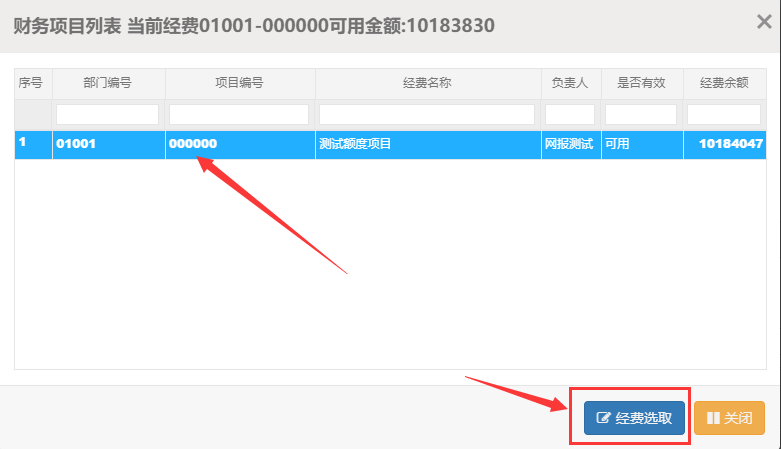 财务项目列表 当前经费01001-000000可用金额:10183830
序号 部门编号 项目编号 经费名称 负责人 是否有效 经费余额
1 01001 000000 测试额度项目 网报测试 可用 10184047
经费选取 关闭